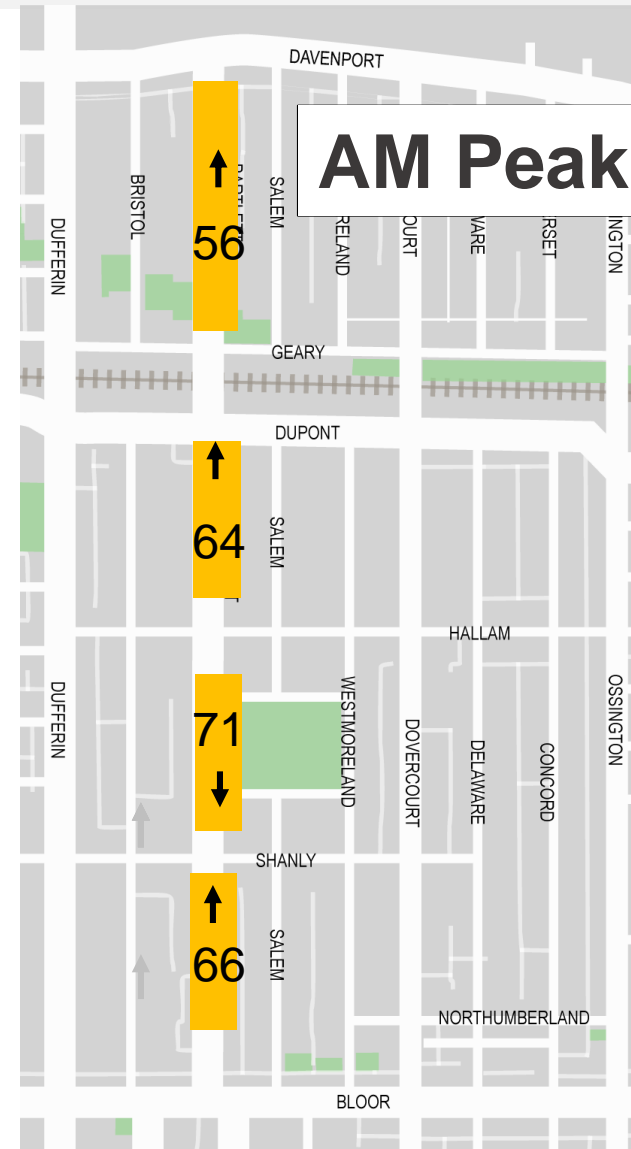 DAVENPORT
AM Peak
BRISTOL
SALEM
DUFFERIN
56
GEARY
DUPONT
64
SALEM
HALLAM
DUFFERIN
71
WESTMORELAND
DOVERCOURT
DELAWARE
CONCORD
OSSINGTON
SHANLY
66
SALEM
NORTHUMBERLAND
BLOOR